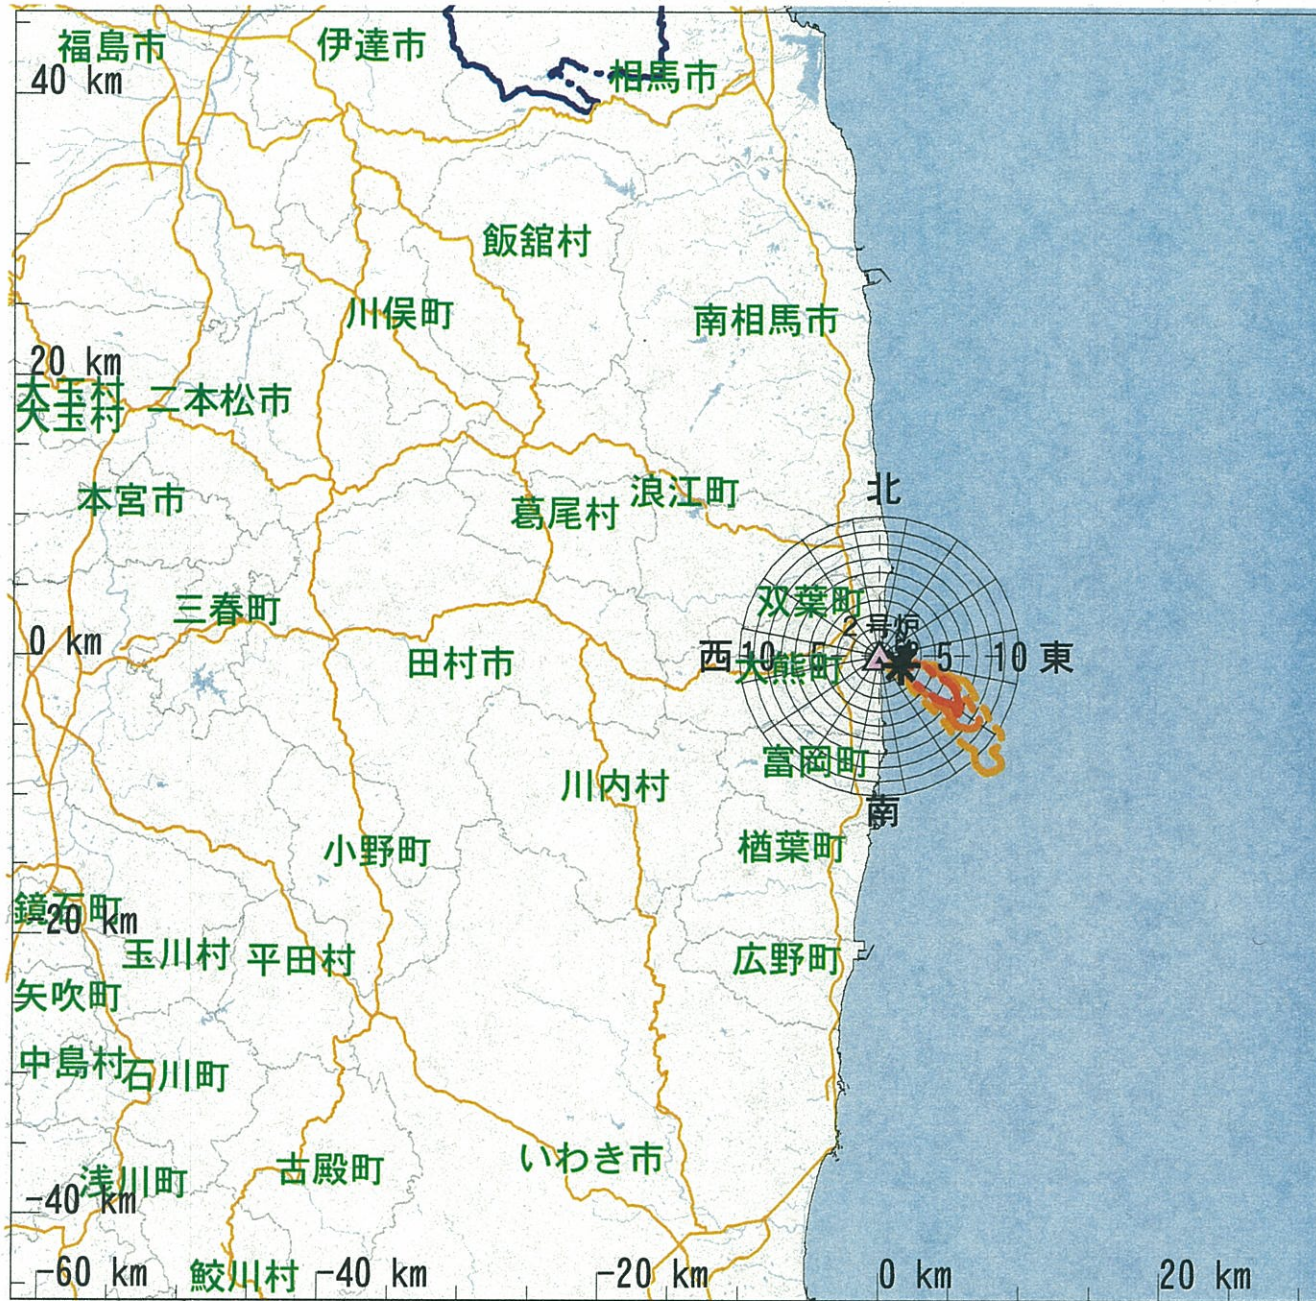 福島市 伊達市
40 km 相馬市
飯舘村
川俣町 南相馬市
20 km
大玉村 二本松市
大玉村
本宮市 葛尾村 浪江町 北
三春町 双葉町
2号炉
0 km 田村市 西 10 5 大熊町 5 10 東
富岡町
川内村
南
小野町 楢葉町
鏡石町
-20 km
玉川村 平田村 広野町
矢吹町
中島村 石川町
いわき市
浅川町 古殿町
-40 km
鮫川村
-60 km -40 km -20 km 0 km 20 km